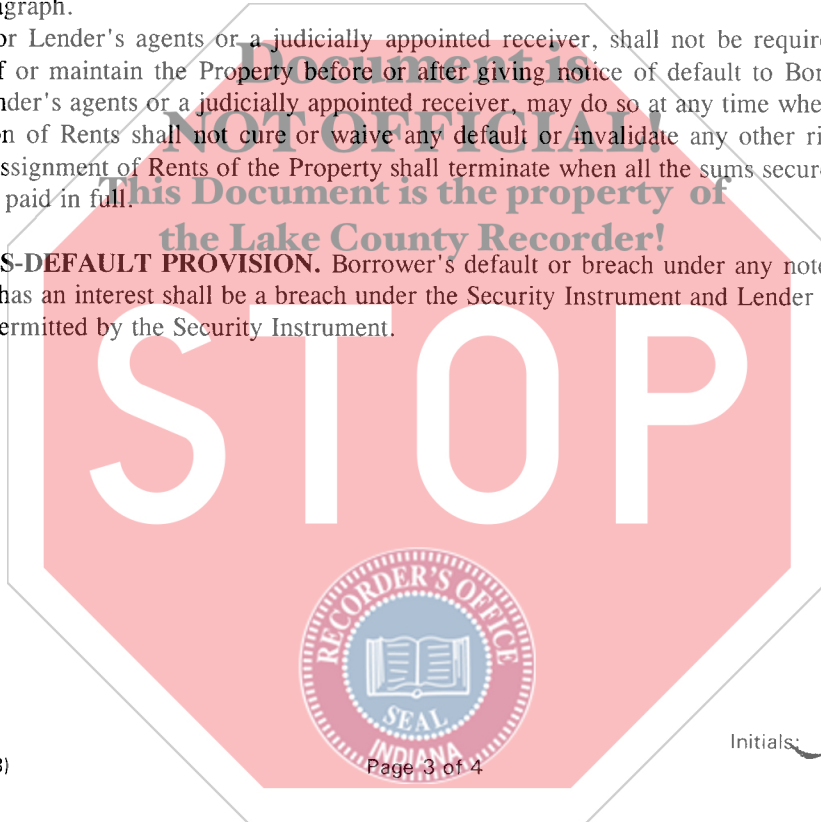 agraph.
or Lender's agents or a judicially appointed receiver, shall not be require
Document is
f or maintain the Property before or after giving notice of default to Bor
nder's agents or a judicially appointed receiver, may do so at any time whe
NOT OFFICIAL!
n of Rents shall not cure or waive any default or invalidate any other ri
ssignment of Rents of the Property shall terminate when all the sums secur
This Document is the property of
paid in full.
the Lake County Recorder!
S-DEFAULT PROVISION. Borrower's default or breach under any note
has an interest shall be a breach under the Security Instrument and Lender
ermitted by the Security Instrument.
STOP
RECORDER'S OFFICE
SEAL
INDIANA
Initials:
3)
Page 3 of 4